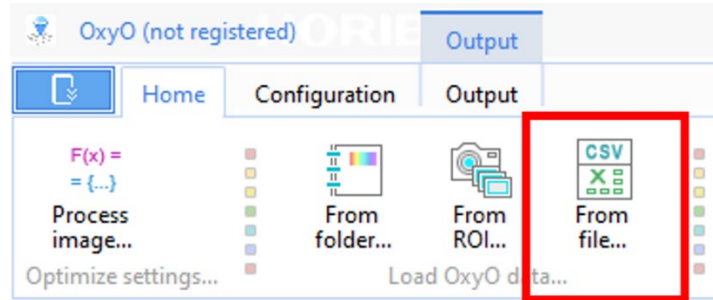 OxyO (not registered)
Output
Home Configuration Output
F(x) =
= {...}
Process
image...
From
folder...
From
ROI...
CSV
From
file...
Optimize settings...
Load OxyO data...